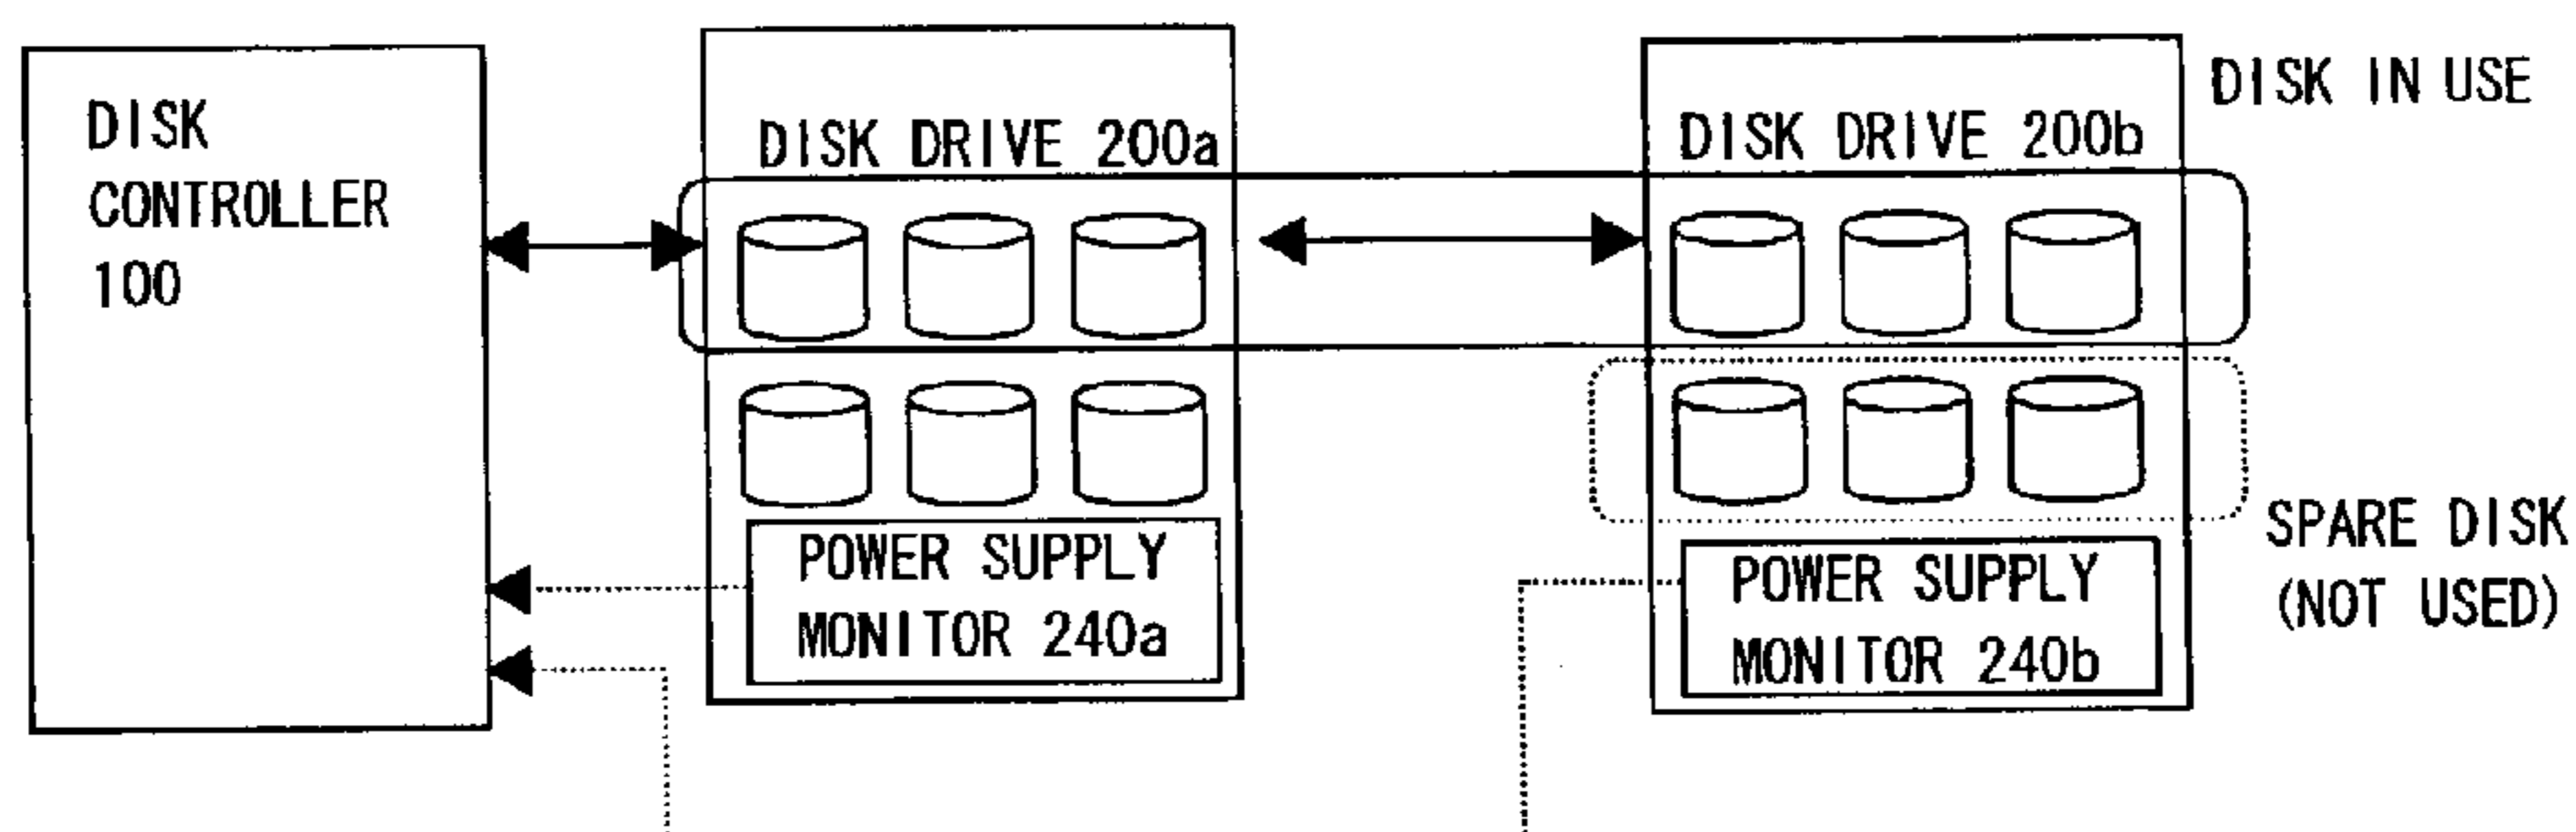 DISK
CONTROLLER
100
DISK DRIVE 200a
DISK DRIVE 200b
DISK IN USE
POWER SUPPLY
MONITOR 240a
POWER SUPPLY
MONITOR 240b
SPARE DISK
(NOT USED)